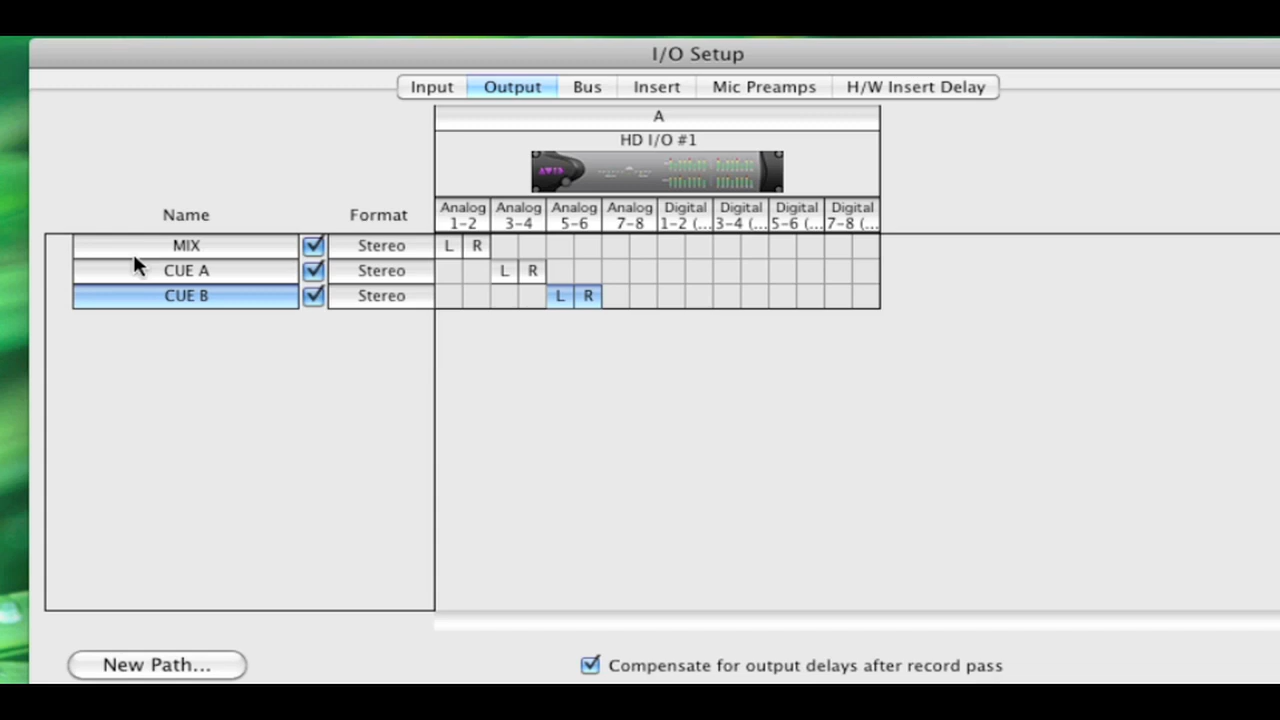 I/O Setup
Input Output Bus Insert Mic Preamps H/W Insert Delay
A
HD I/O #1
AVID
Name Format Analog 1-2 Analog 3-4 Analog 5-6 Analog 7-8 Digital 1-2 (... Digital 3-4 (... Digital 5-6 (... Digital 7-8 (...
MIX Stereo L R
CUE A Stereo L R
CUE B Stereo L R
New Path... Compensate for output delays after record pass